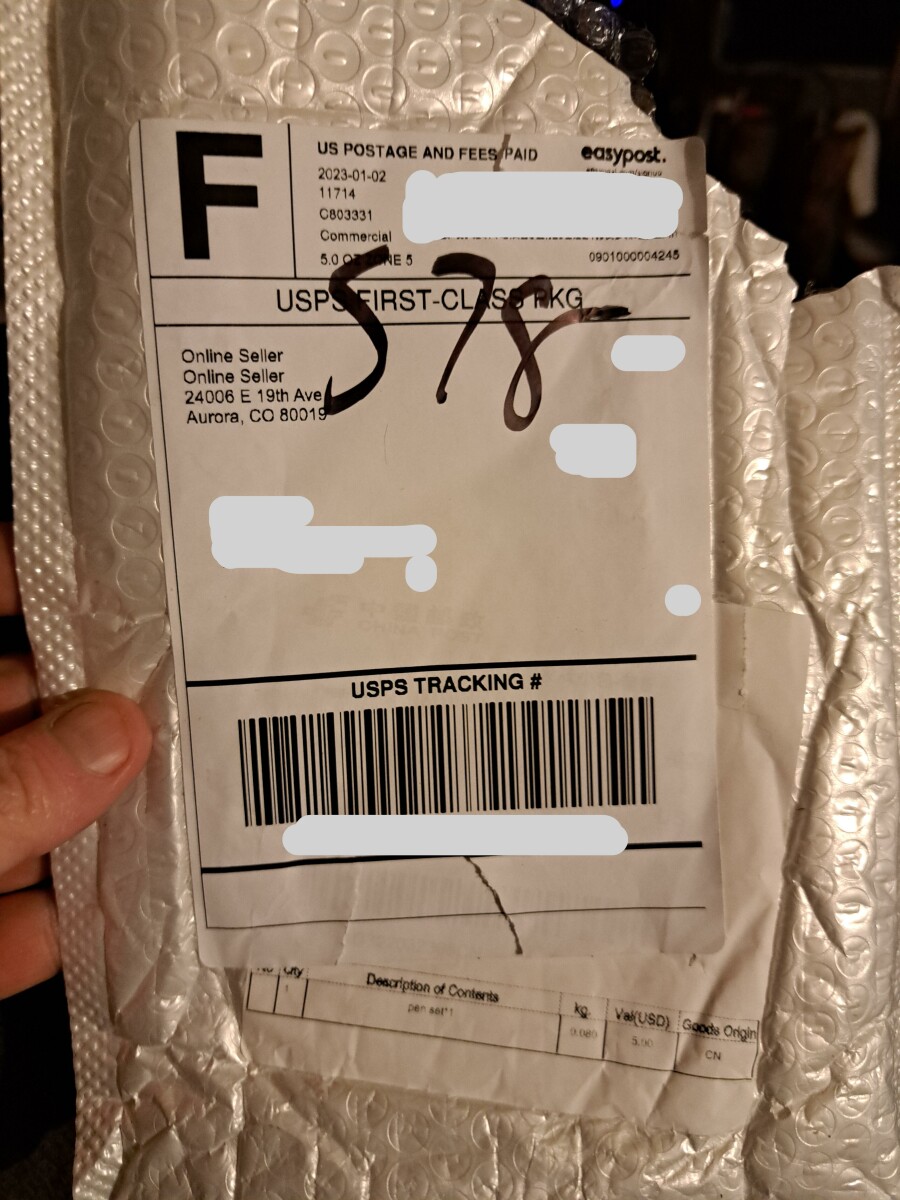 F
US POSTAGE AND FEES PAID
easypost.
2023-01-02
11714
C803331
Commercial
5.0 OZ ZONE 5
0901000004245
578
USPS FIRST-CLASS PKG
Online Seller
Online Seller
24006 E 19th Ave
Aurora, CO 80019
USPS TRACKING #
No Qty Description of Contents kg. Val(USD) Goods Origin
1 pen set*1 0.089 5.00 CN